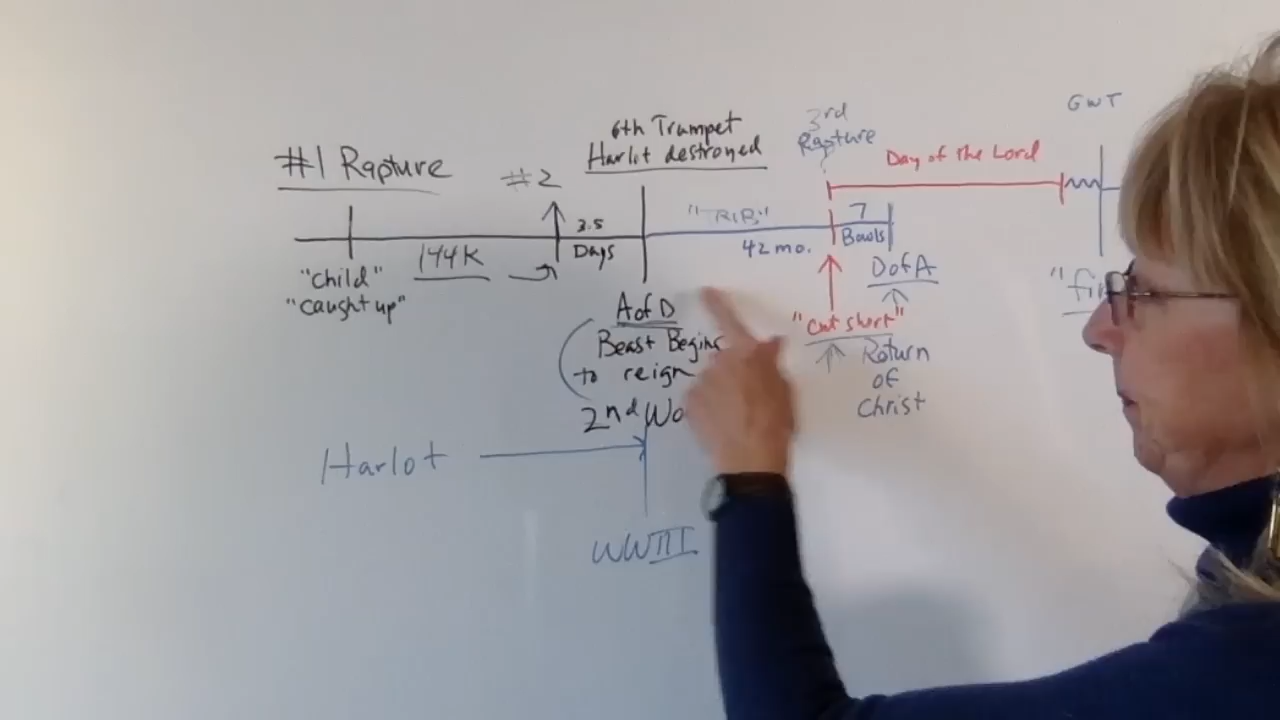 #1 Rapture
#2
6th Trumpet
Harlot destroyed
3rd
Rapture
Day of the Lord
GWT
"child"
"caught up"
144K
3.5
Days
"TRIB"
42 mo.
7
Bowls
A of D
Beast Begins
to reign
2nd
"cut short"
D of A
Return
of
Christ
Harlot
WWIII